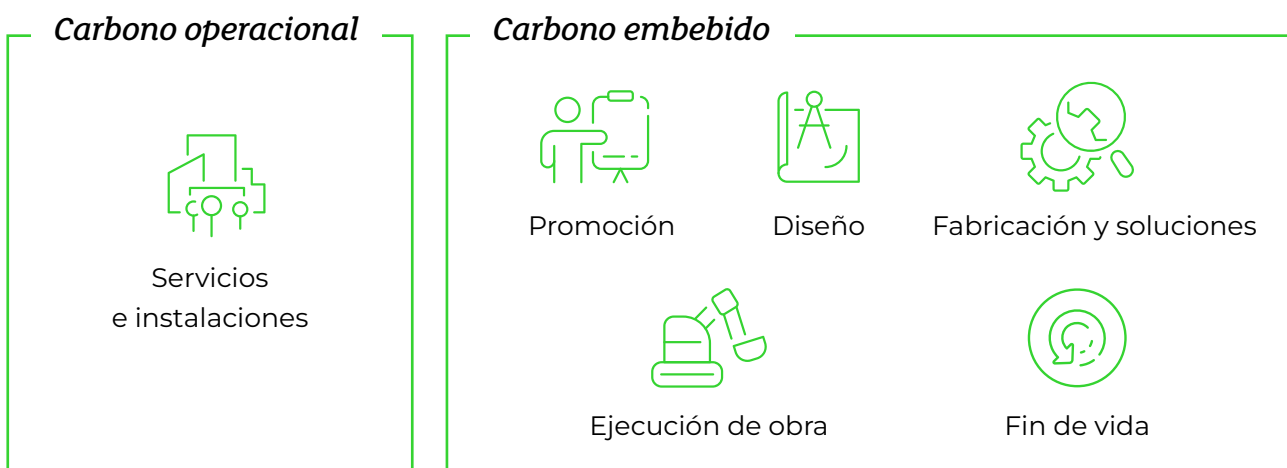 Carbono operacional
Servicios
e instalaciones
Carbono embebido
Promoción
Diseño
Fabricación y soluciones
Ejecución de obra
Fin de vida